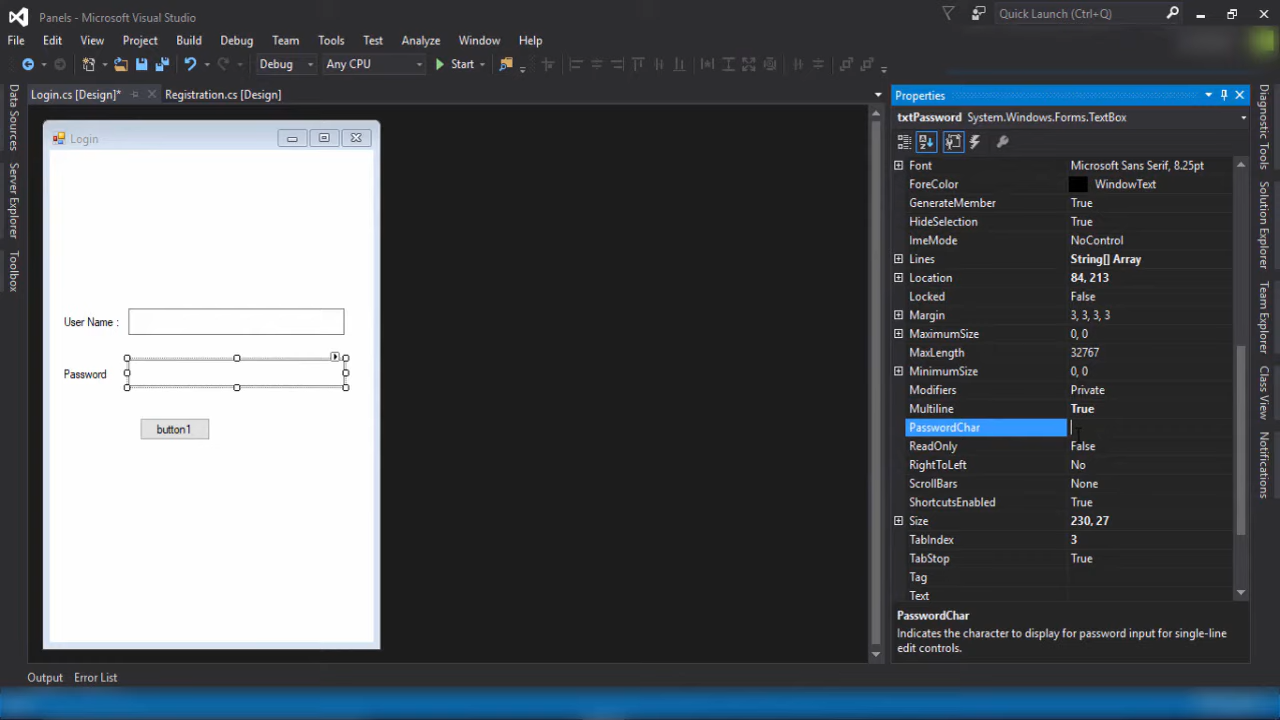 Panels - Microsoft Visual Studio
Quick Launch (Ctrl+Q)
File Edit View Project Build Debug Team Tools Test Analyze Window Help
Debug Any CPU Start
Login.cs [Design]* Registration.cs [Design]
Data Sources
Server Explorer
Toolbox
Login
User Name :
Password
button1
Properties
txtPassword System.Windows.Forms.TextBox
Font Microsoft Sans Serif, 8.25pt
ForeColor WindowText
GenerateMember True
HideSelection True
ImeMode NoControl
Lines String[] Array
Location 84, 213
Locked False
Margin 3, 3, 3, 3
MaximumSize 0, 0
MaxLength 32767
MinimumSize 0, 0
Modifiers Private
Multiline True
PasswordChar
ReadOnly False
RightToLeft No
ScrollBars None
ShortcutsEnabled True
Size 230, 27
TabIndex 3
TabStop True
Tag
Text
PasswordChar
Indicates the character to display for password input for single-line
edit controls.
Diagnostic Tools
Solution Explorer
Team Explorer
Class View
Notifications
Output Error List